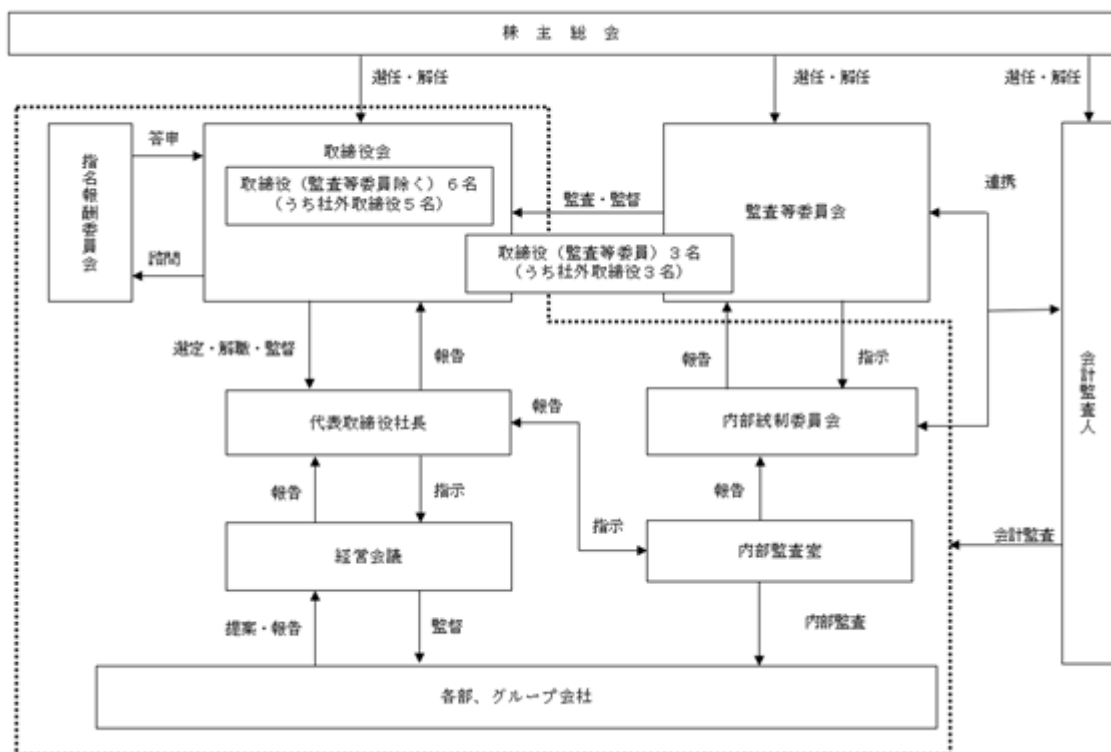 株主総会
選任・解任
選任・解任
選任・解任
指名報酬委員会
答申
諮問
取締役会
取締役（監査等委員除く）６名
（うち社外取締役５名）
監査・監督
監査等委員会
取締役（監査等委員）３名
（うち社外取締役３名）
連携
会計監査人
選定・解職・監督
報告
報告
指示
代表取締役社長
報告
内部統制委員会
報告
指示
指示
報告
経営会議
内部監査室
会計監査
提案・報告
監督
内部監査
各部、グループ会社